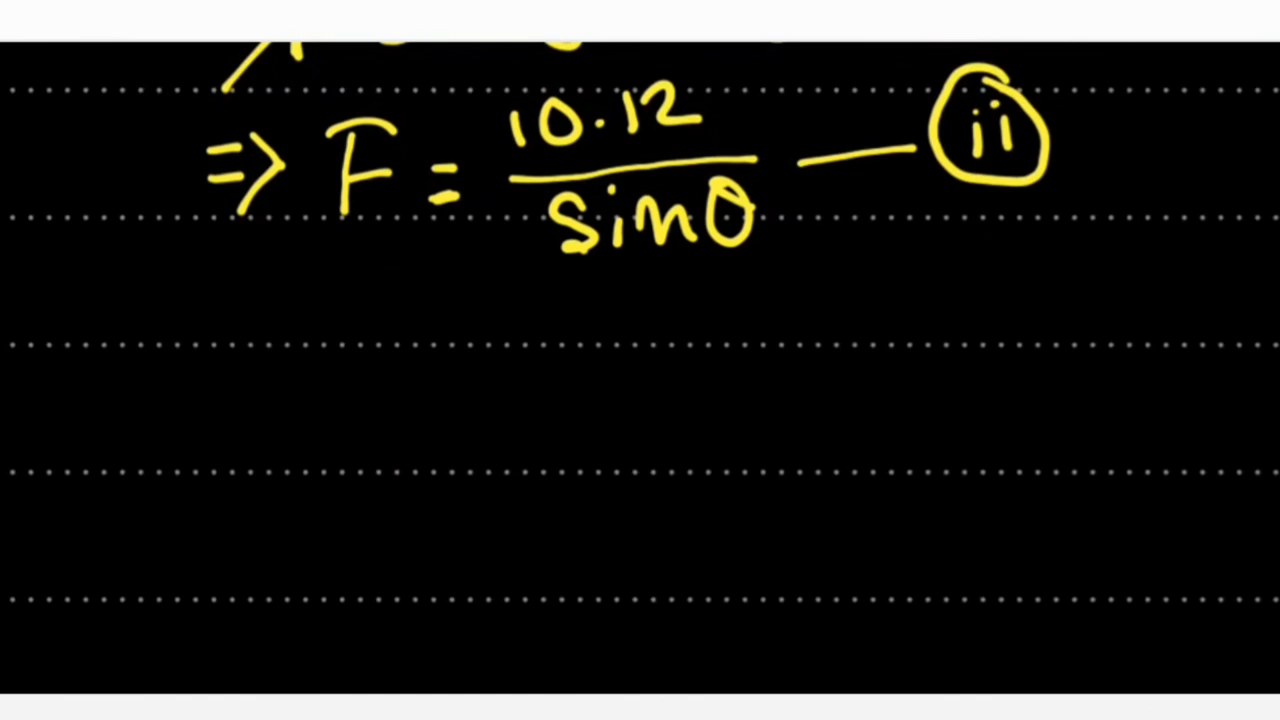 ⇒ F = 10.12 / sinθ — ii